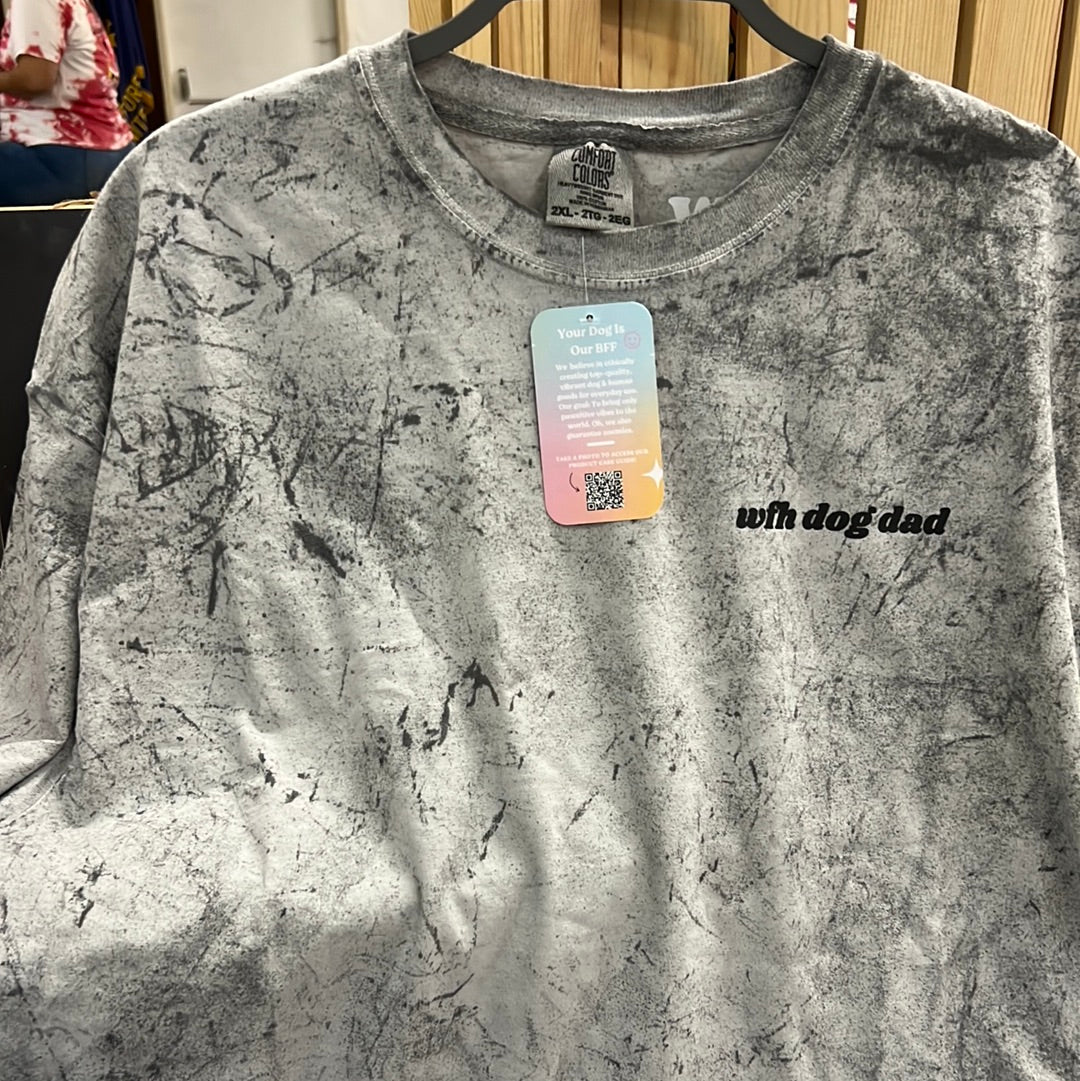 COMFORT
COLORS
2XL - 2TG - 2EG
Your Dog Is
Our BFF
We believe in ethically
creating top-quality,
vibrant dog & human
goods for everyday use.
Our goal: To bring only
pawsitive vibes to the
world. Oh, we also
guarantee zoomies.
TAKE A PHOTO TO ACCESS OUR
PRODUCT CARE GUIDE!
wfh dog dad